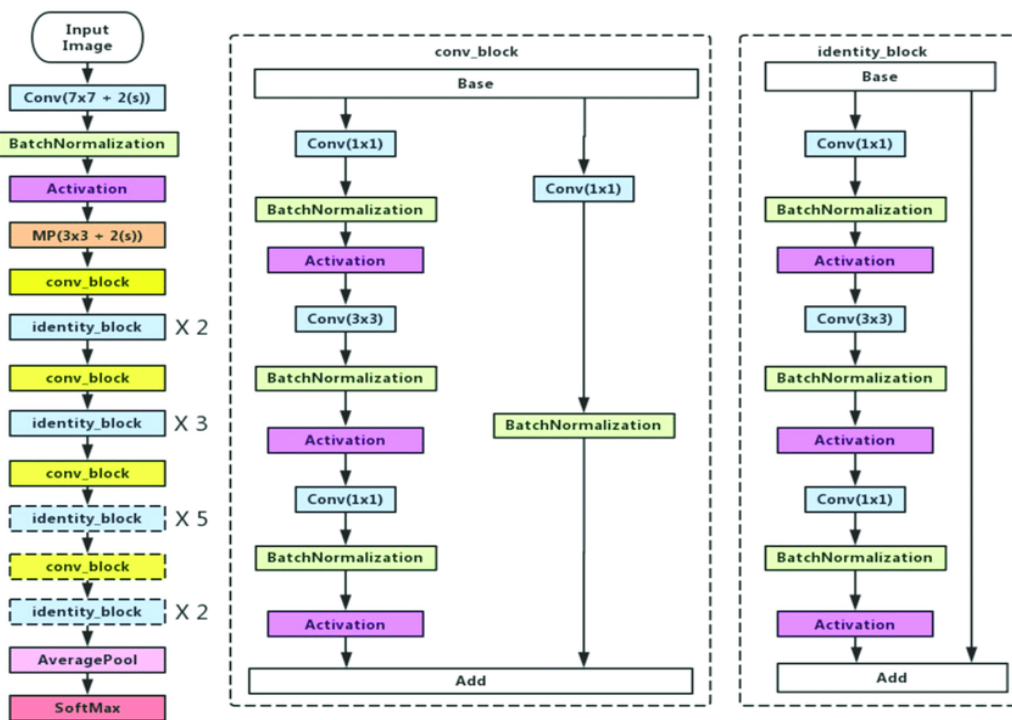 Input
Image
Conv(7x7 + 2(s))
BatchNormalization
Activation
MP(3x3 + 2(s))
conv_block
identity_block X 2
conv_block
identity_block X 3
conv_block
identity_block X 5
conv_block
identity_block X 2
AveragePool
SoftMax
conv_block
Base
Conv(1x1)
BatchNormalization
Activation
Conv(3x3)
BatchNormalization
Activation
Conv(1x1)
BatchNormalization
Activation
Conv(1x1)
BatchNormalization
Add
identity_block
Base
Conv(1x1)
BatchNormalization
Activation
Conv(3x3)
BatchNormalization
Activation
Conv(1x1)
BatchNormalization
Activation
Add